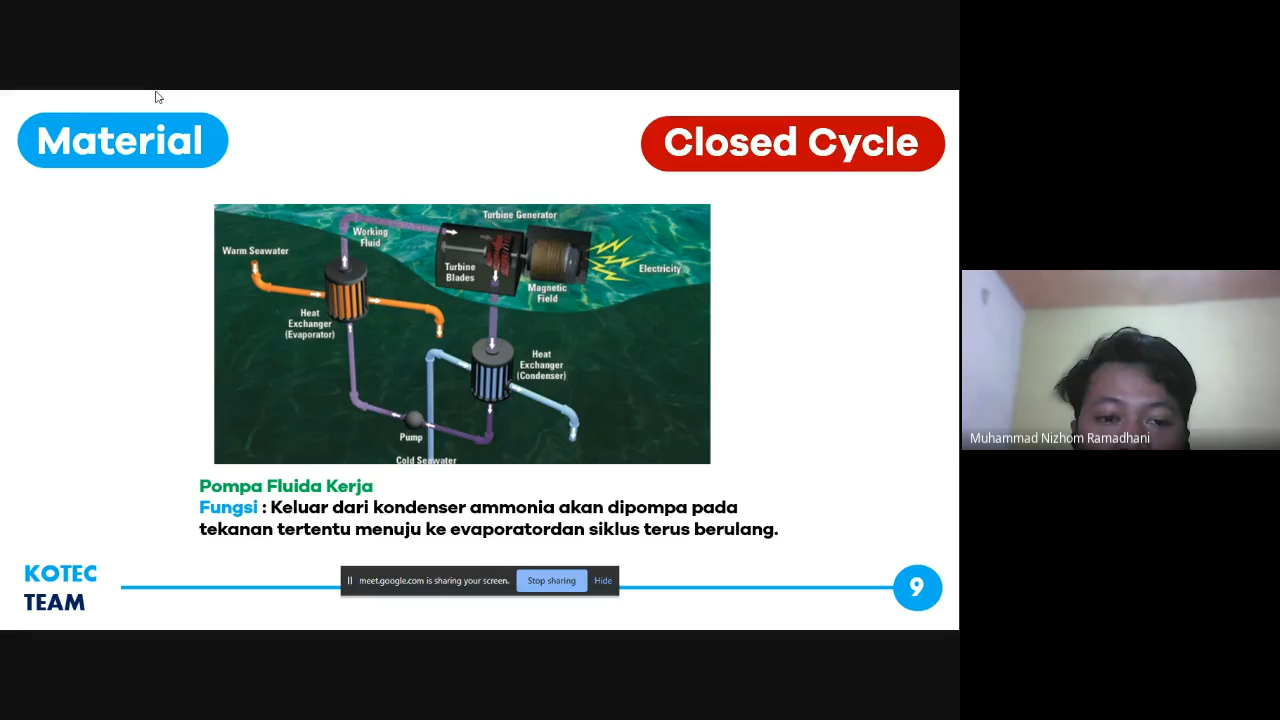 Material
Closed Cycle
Turbine Generator
Working
Fluid
Warm Seawater
Turbine
Blades
Electricity
Magnetic
Field
Heat
Exchanger
(Evaporator)
Heat
Exchanger
(Condenser)
Pump
Cold Seawater
Pompa Fluida Kerja
Fungsi : Keluar dari kondenser ammonia akan dipompa pada
tekanan tertentu menuju ke evaporatordan siklus terus berulang.
KOTEC
TEAM
meet.google.com is sharing your screen.
Stop sharing
Hide
9
Muhammad Nizhom Ramadhani